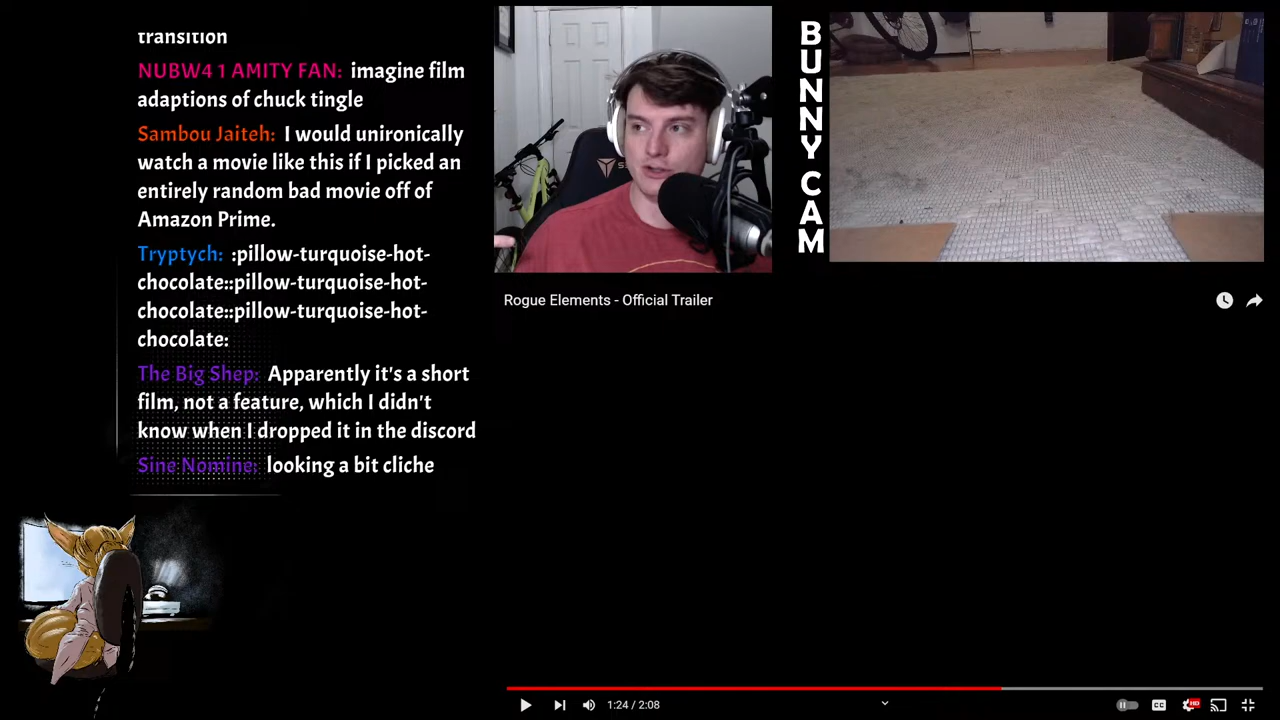 transition
NUBW4 1 AMITY FAN: imagine film
adaptions of chuck tingle
Sambou Jaiteh: I would unironically
watch a movie like this if I picked an
entirely random bad movie off of
Amazon Prime.
Tryptych: :pillow-turquoise-hot-
chocolate::pillow-turquoise-hot-
chocolate::pillow-turquoise-hot-
chocolate:
The Big Shep: Apparently it's a short
film, not a feature, which I didn't
know when I dropped it in the discord
Sine Nomine: looking a bit cliche
BUNNY CAM
Rogue Elements - Official Trailer
1:24 / 2:08
CC
HD